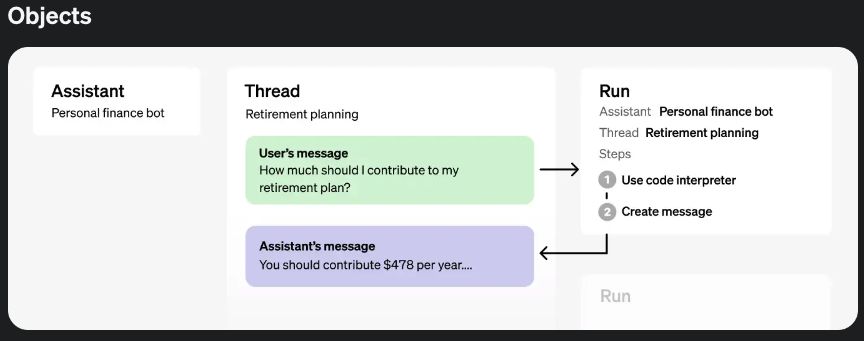 Objects
Assistant
Personal finance bot
Thread
Retirement planning
User's message
How much should I contribute to my
retirement plan?
Assistant's message
You should contribute $478 per year....
Run
Assistant Personal finance bot
Thread Retirement planning
Steps
1 Use code interpreter
2 Create message
Run